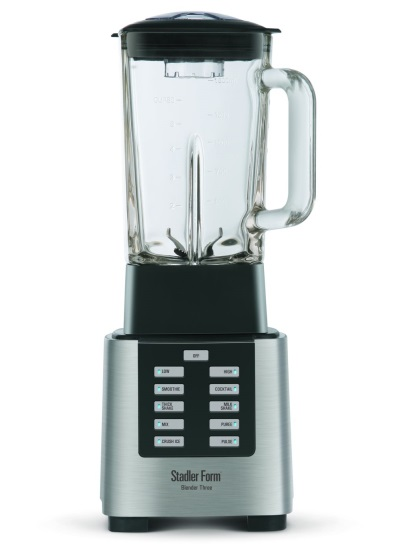 OFF
LOW HIGH
SMOOTHIE COCKTAIL
THICK SHAKE MILK SHAKE
MIX PUREE
CRUSH ICE PULSE
Stadler Form
Blender Three